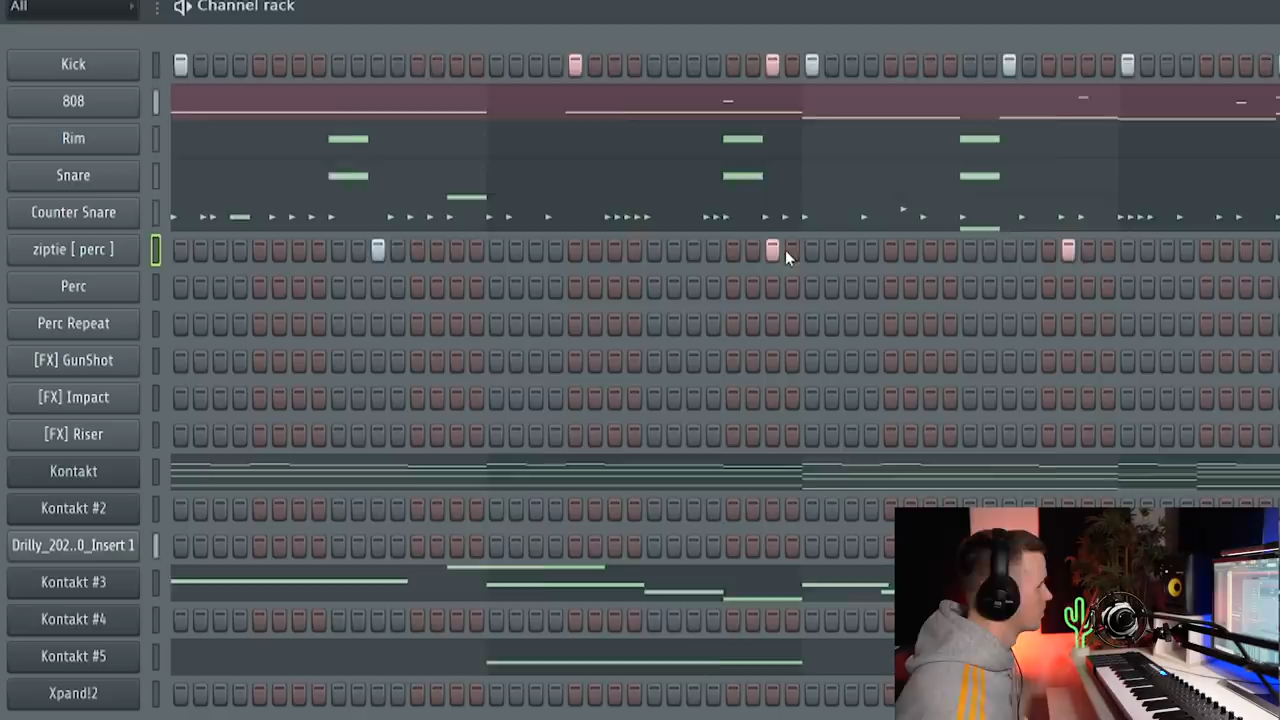 All
Channel rack
Kick
808
Rim
Snare
Counter Snare
ziptie [ perc ]
Perc
Perc Repeat
[FX] GunShot
[FX] Impact
[FX] Riser
Kontakt
Kontakt #2
Drilly_202..0_Insert 1
Kontakt #3
Kontakt #4
Kontakt #5
Xpand!2